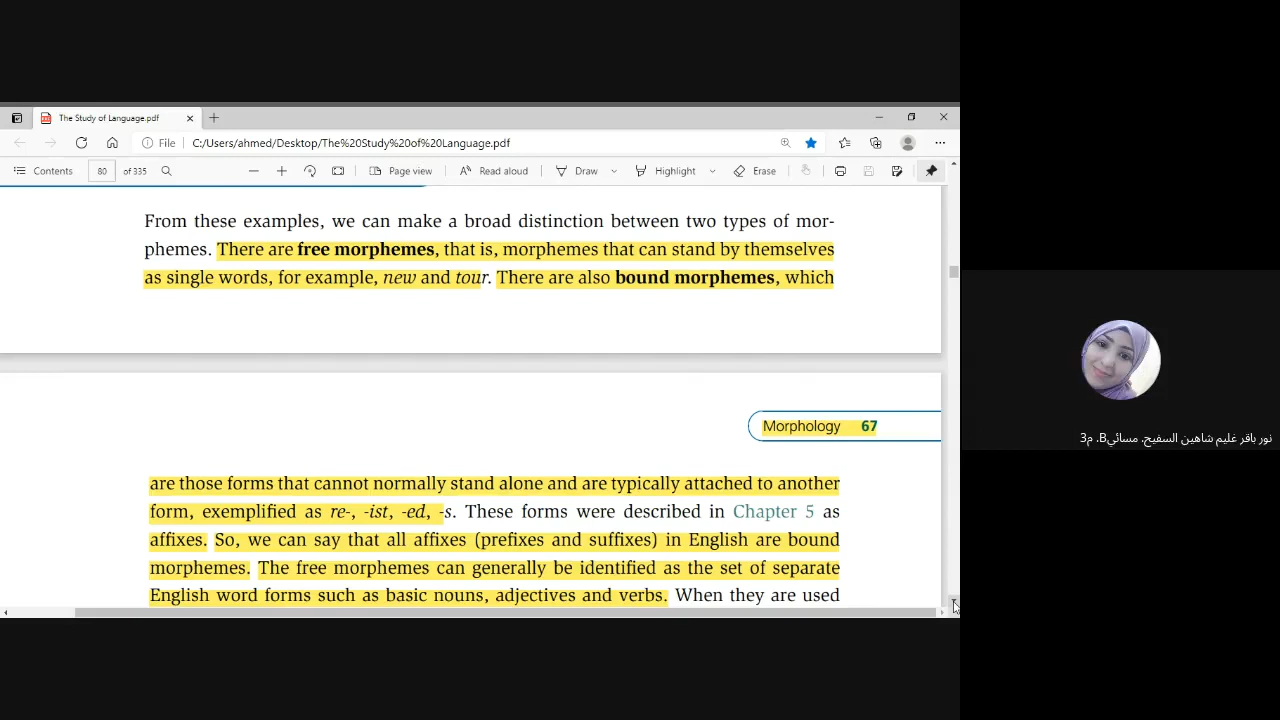 The Study of Language.pdf
File | C:/Users/ahmed/Desktop/The%20Study%20of%20Language.pdf
Contents 80 of 335 Page view Read aloud Draw Highlight Erase
From these examples, we can make a broad distinction between two types of mor-
phemes. There are free morphemes, that is, morphemes that can stand by themselves
as single words, for example, new and tour. There are also bound morphemes, which
Morphology 67
are those forms that cannot normally stand alone and are typically attached to another
form, exemplified as re-, -ist, -ed, -s. These forms were described in Chapter 5 as
affixes. So, we can say that all affixes (prefixes and suffixes) in English are bound
morphemes. The free morphemes can generally be identified as the set of separate
English word forms such as basic nouns, adjectives and verbs. When they are used
نور باقر غليم شاهين السفيح. مسائيB. م3